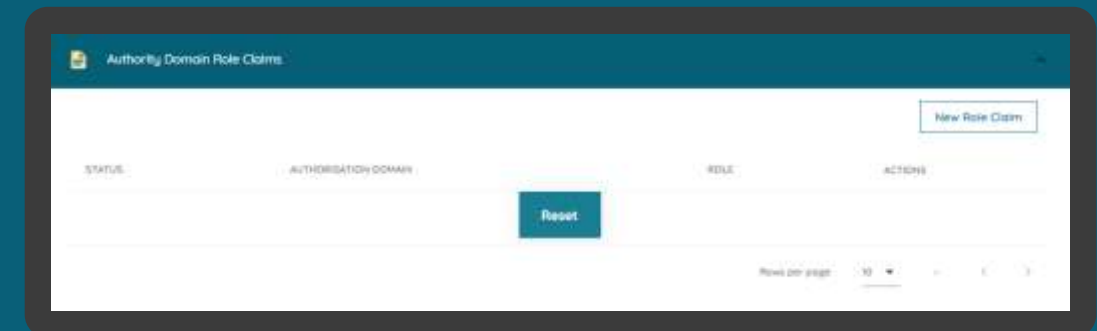 Authority Domain Role Claims
New Role Claim
STATUS AUTHORISATION DOMAIN ROLE ACTIONS
Reset
Rows per page 10